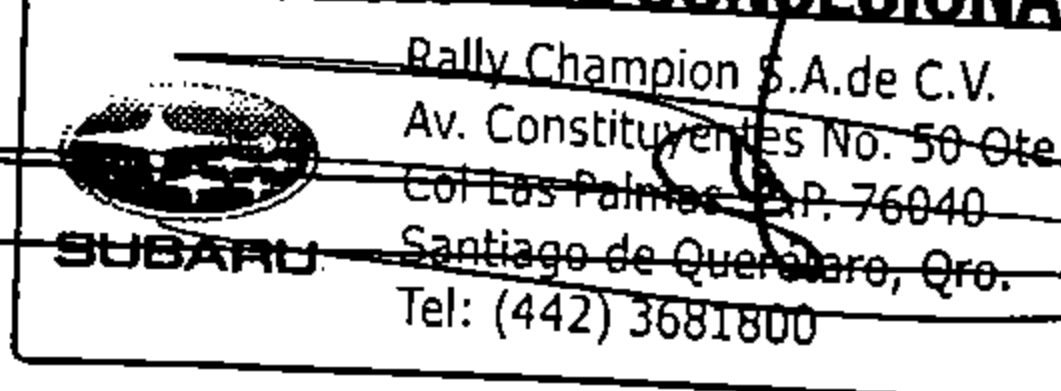 Rally Champion S.A.de C.V.
Av. Constituyentes No. 50 Ote
Col Las Palmas P. 76040
SUBARU
Santiago de Queretaro, Qro.
Tel: (442) 3681800